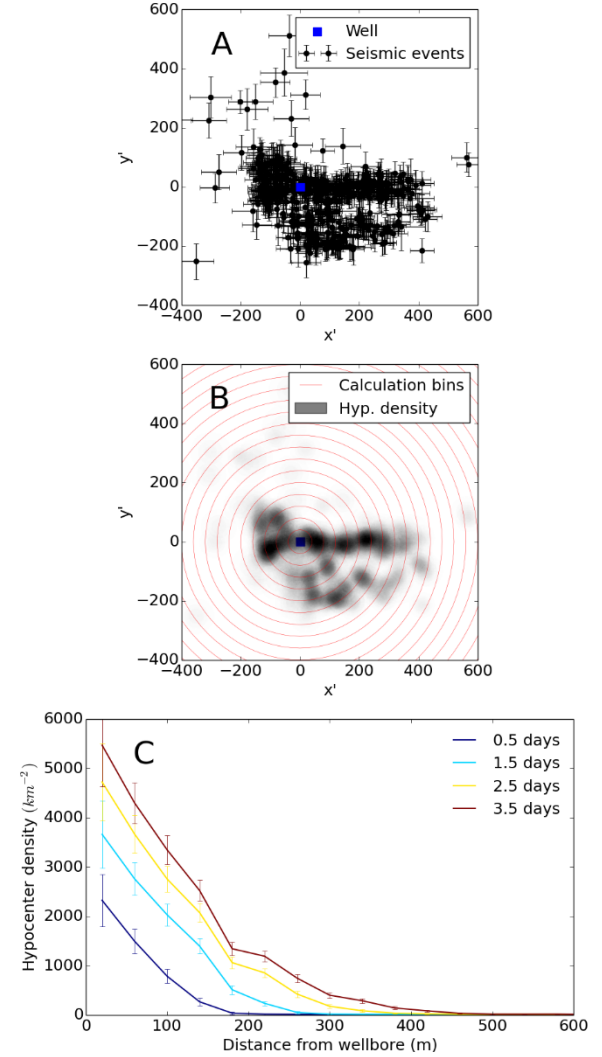 600
400
200
0
−200
−400
−400
−200
0
200
400
600
y'
x'
A
Well
Seismic events
600
400
200
0
−200
−400
−400
−200
0
200
400
600
y'
x'
B
Calculation bins
Hyp. density
6000
5000
4000
3000
2000
1000
0
0
100
200
300
400
500
600
Hypocenter density (km⁻²)
Distance from wellbore (m)
C
0.5 days
1.5 days
2.5 days
3.5 days